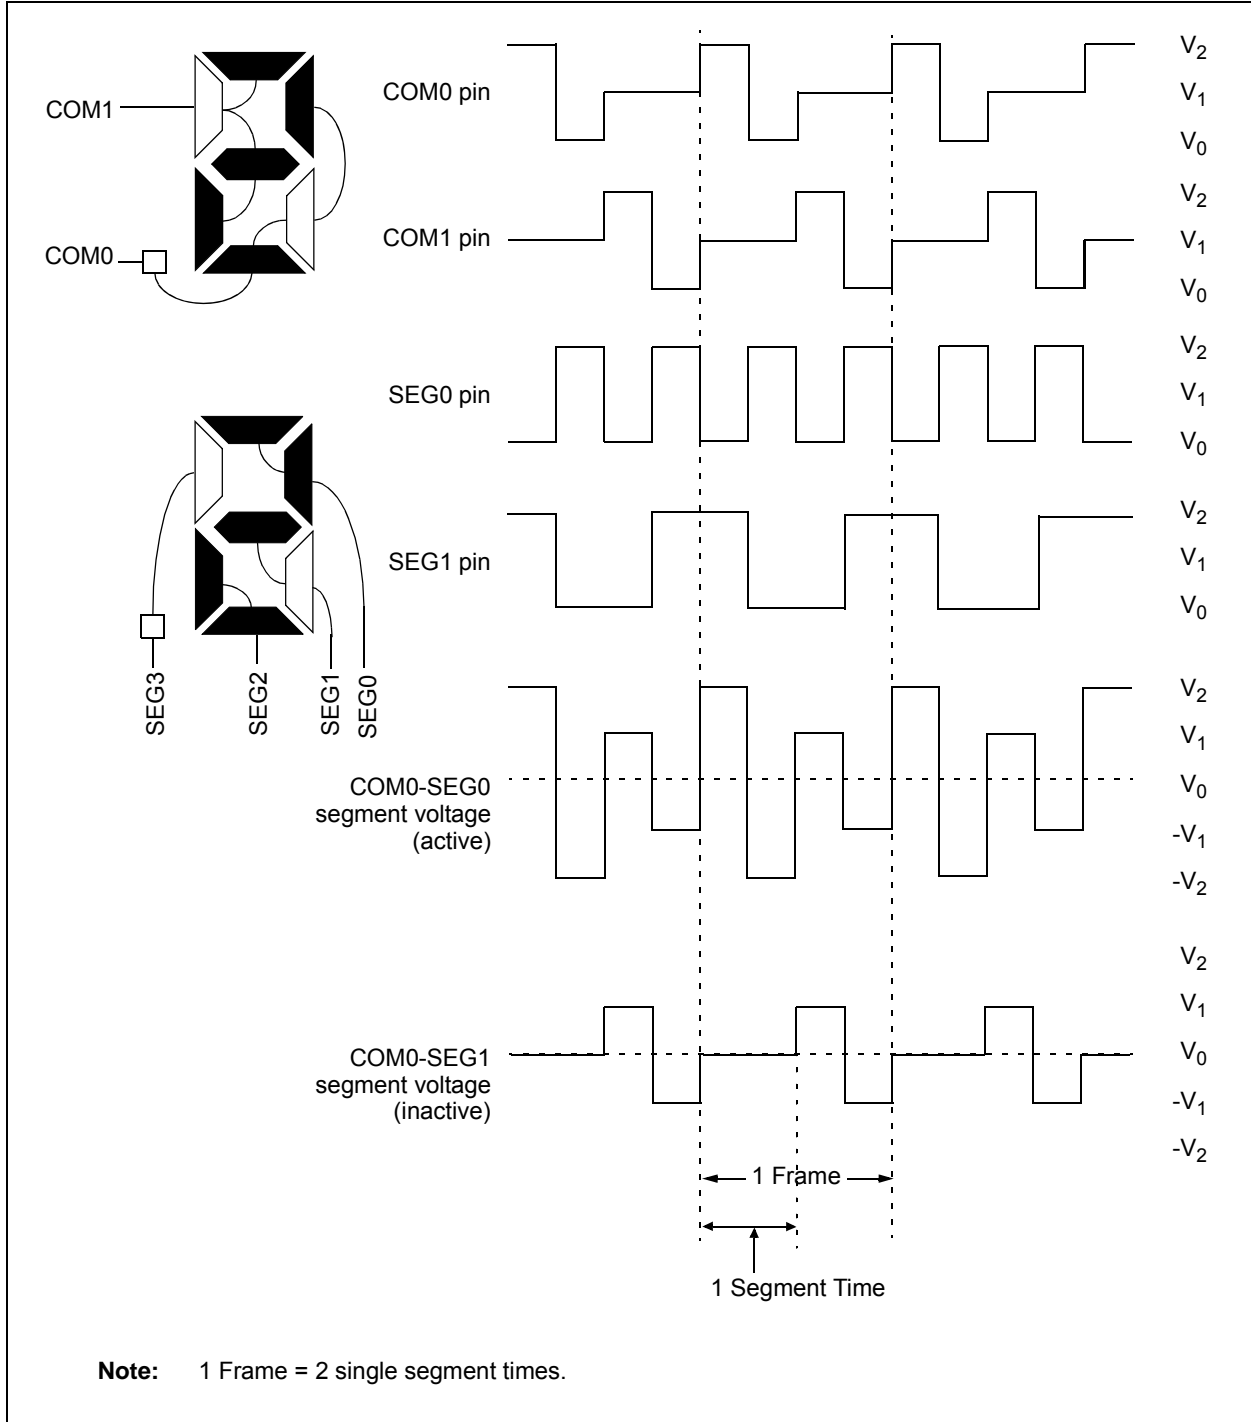 COM1
COM0
COM0 pin
V2
V1
V0
COM1 pin
V2
V1
V0
SEG0 pin
V2
V1
V0
SEG1 pin
V2
V1
V0
SEG3
SEG2
SEG1
SEG0
COM0-SEG0
segment voltage
(active)
V2
V1
V0
-V1
-V2
COM0-SEG1
segment voltage
(inactive)
V2
V1
V0
-V1
-V2
1 Frame
1 Segment Time
Note: 1 Frame = 2 single segment times.